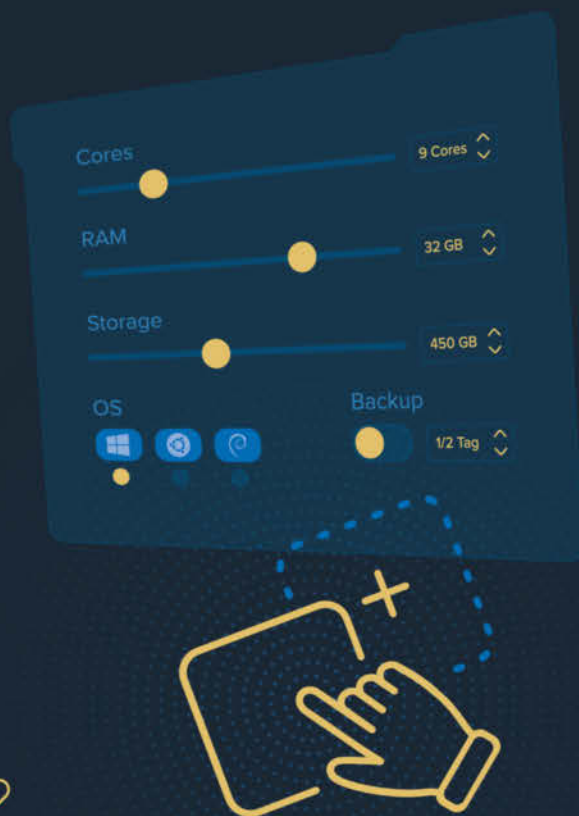 Cores
9 Cores
RAM
32 GB
Storage
450 GB
OS
Backup
1/2 Tag